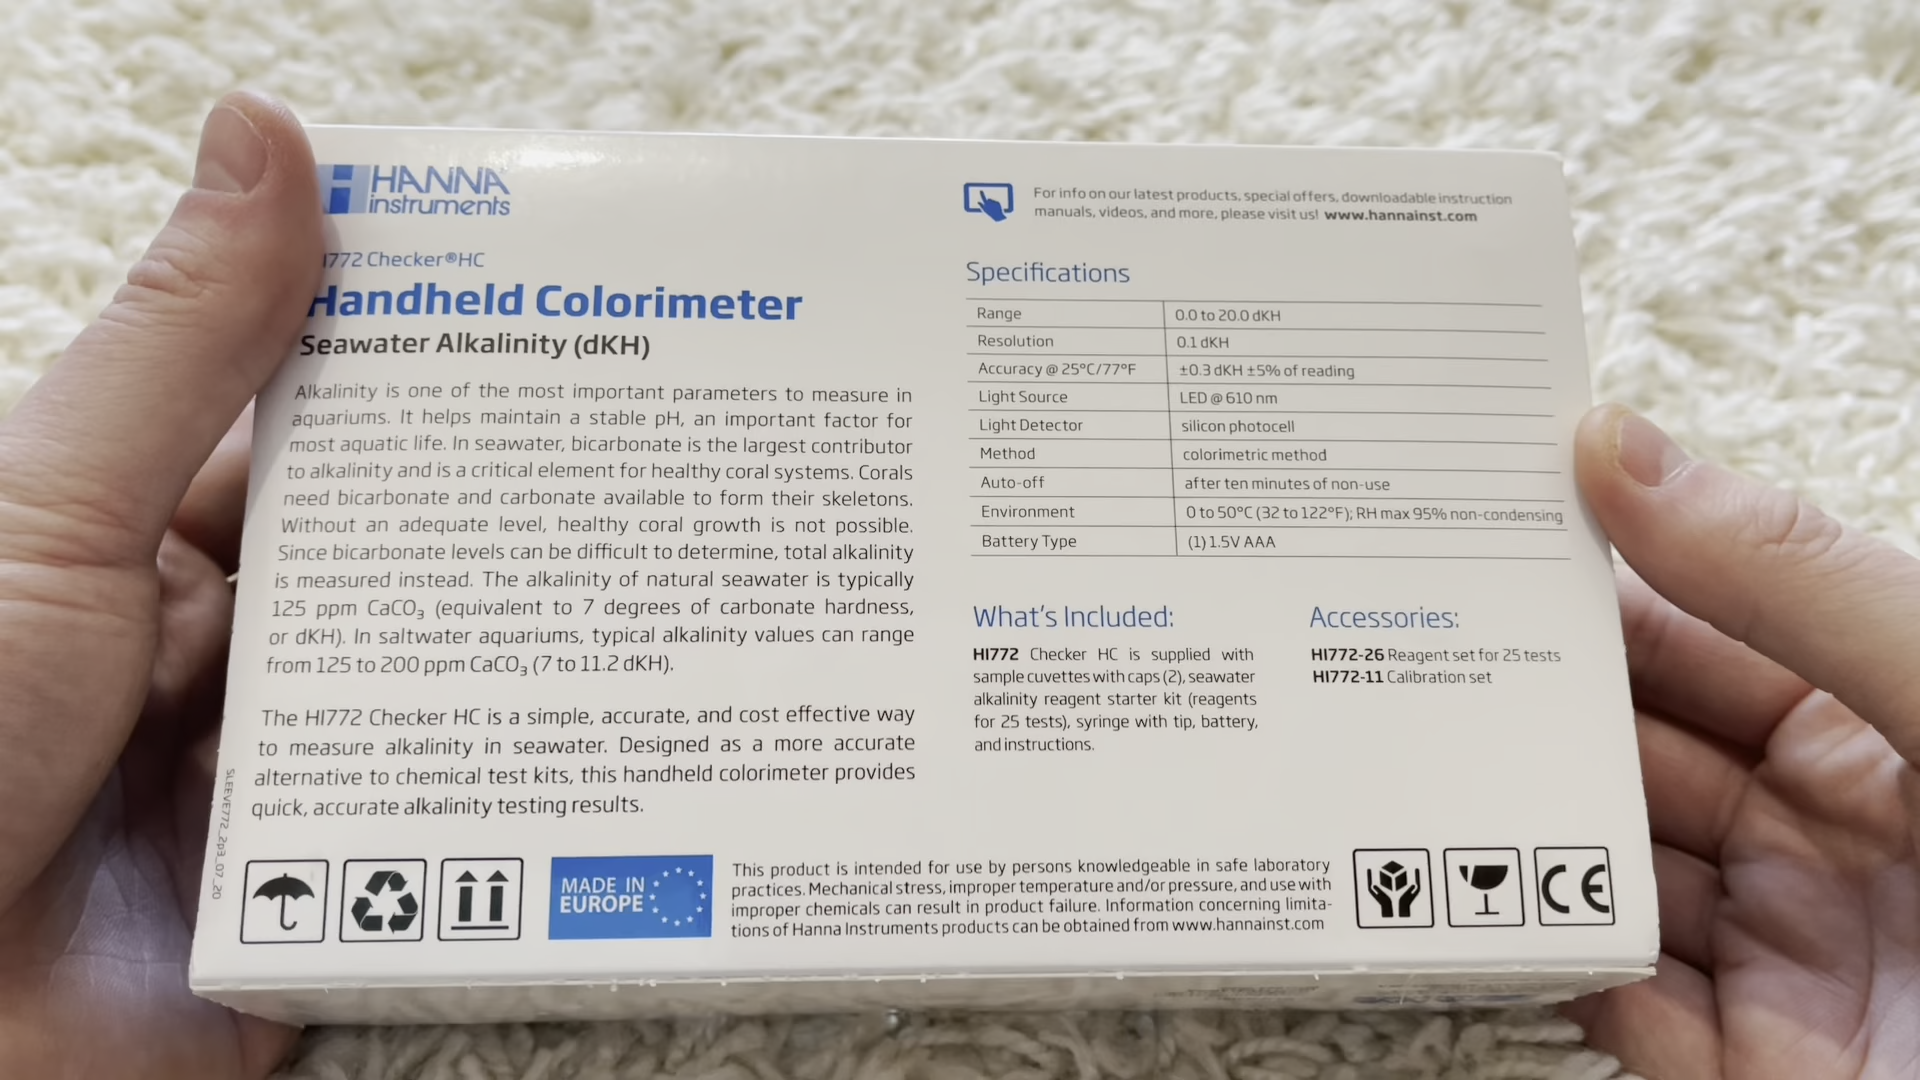 HANNA
instruments
HI772 Checker®HC
Handheld Colorimeter
Seawater Alkalinity (dKH)
Alkalinity is one of the most important parameters to measure in
aquariums. It helps maintain a stable pH, an important factor for
most aquatic life. In seawater, bicarbonate is the largest contributor
to alkalinity and is a critical element for healthy coral systems. Corals
need bicarbonate and carbonate available to form their skeletons.
Without an adequate level, healthy coral growth is not possible.
Since bicarbonate levels can be difficult to determine, total alkalinity
is measured instead. The alkalinity of natural seawater is typically
125 ppm CaCO₃ (equivalent to 7 degrees of carbonate hardness,
or dKH). In saltwater aquariums, typical alkalinity values can range
from 125 to 200 ppm CaCO₃ (7 to 11.2 dKH).
The HI772 Checker HC is a simple, accurate, and cost effective way
to measure alkalinity in seawater. Designed as a more accurate
alternative to chemical test kits, this handheld colorimeter provides
quick, accurate alkalinity testing results.
SLEEVE772_2p3_07_20
For info on our latest products, special offers, downloadable instruction
manuals, videos, and more, please visit us! www.hannainst.com
Specifications
Range 0.0 to 20.0 dKH
Resolution 0.1 dKH
Accuracy @ 25°C/77°F ±0.3 dKH ±5% of reading
Light Source LED @ 610 nm
Light Detector silicon photocell
Method colorimetric method
Auto-off after ten minutes of non-use
Environment 0 to 50°C (32 to 122°F); RH max 95% non-condensing
Battery Type (1) 1.5V AAA
What's Included:
HI772 Checker HC is supplied with
sample cuvettes with caps (2), seawater
alkalinity reagent starter kit (reagents
for 25 tests), syringe with tip, battery,
and instructions.
Accessories:
HI772-26 Reagent set for 25 tests
HI772-11 Calibration set
MADE IN
EUROPE
This product is intended for use by persons knowledgeable in safe laboratory
practices. Mechanical stress, improper temperature and/or pressure, and use with
improper chemicals can result in product failure. Information concerning limita-
tions of Hanna Instruments products can be obtained from www.hannainst.com
CE